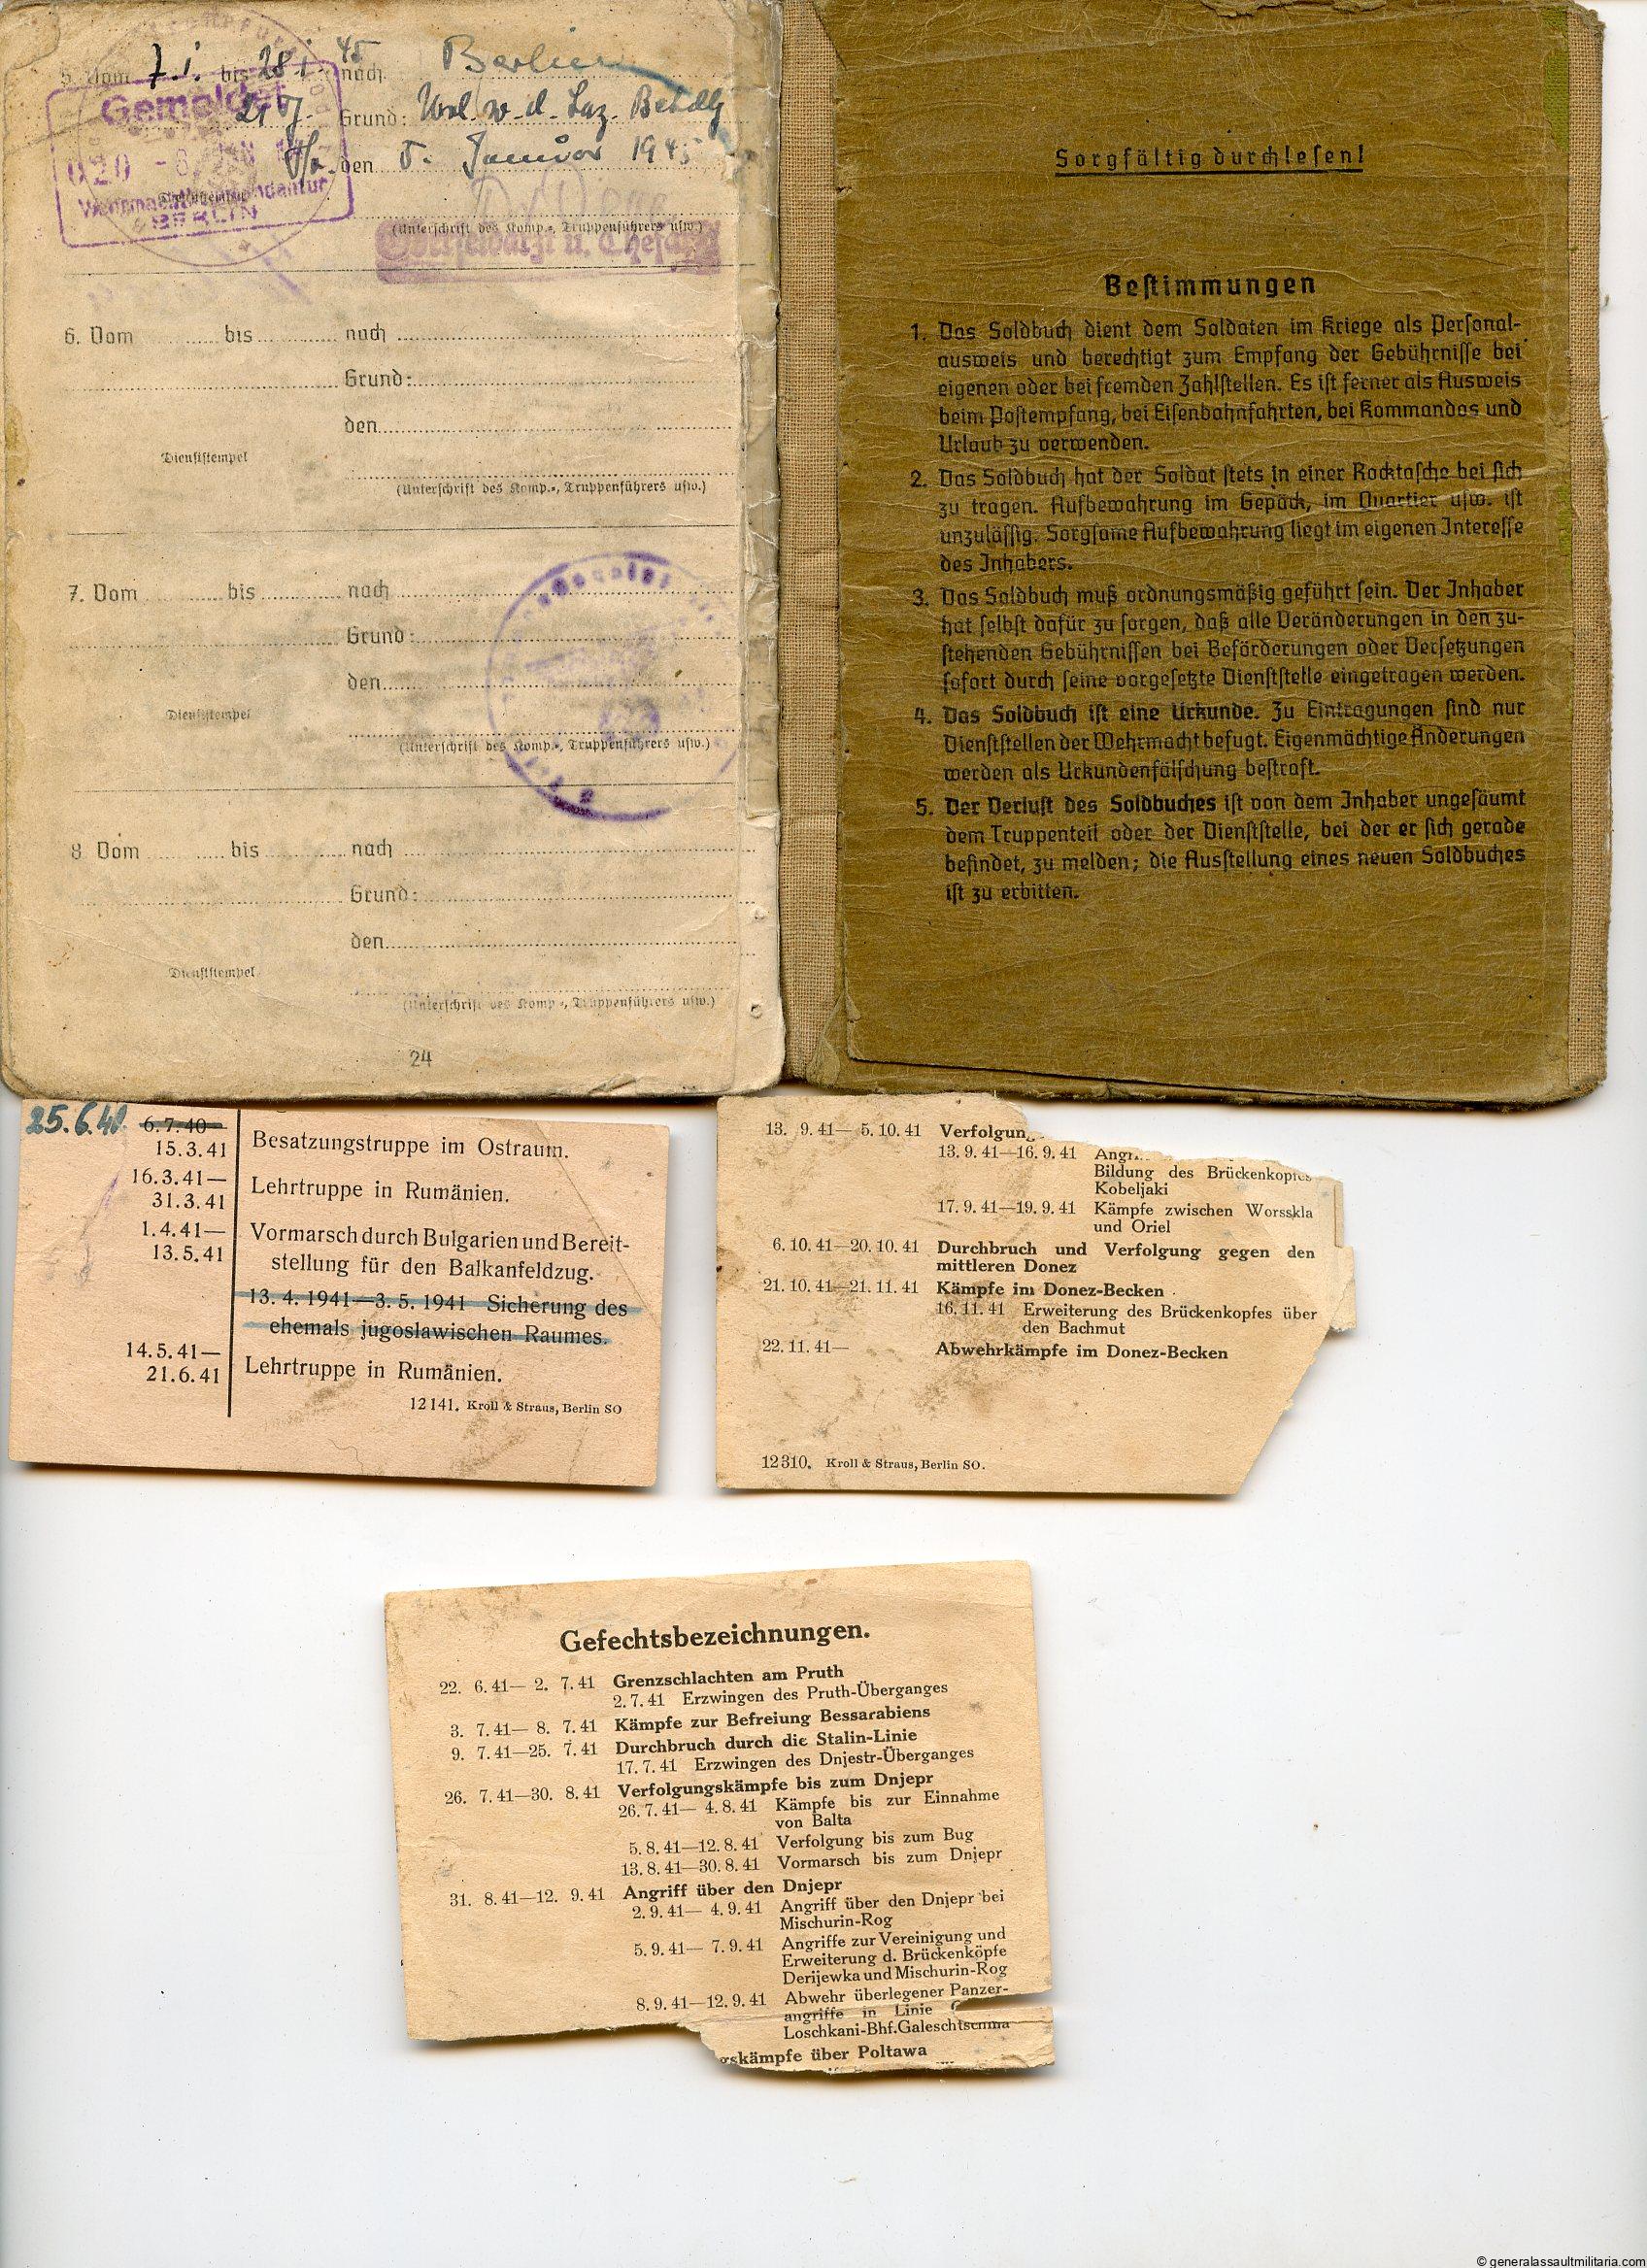 5. Vom 7.1. bis 28.1.45 nach Berlin
Gemeldet
Grund:
den 5. Januar 1945
020
Wehrmachtkommandantur
BERLIN
Dienststempel
(Unterschrift des Komp.-, Truppenführers usw.)
6. Vom bis nach
Grund:
den
Dienststempel
(Unterschrift des Komp.-, Truppenführers usw.)
7. Vom bis nach
Grund:
den
Dienststempel
(Unterschrift des Komp.-, Truppenführers usw.)
8 Vom bis nach
Grund:
den
Dienststempel
(Unterschrift des Komp.-, Truppenführers usw.)
24
Sorgfältig durchlesen!
Bestimmungen
1. Das Soldbuch dient dem Soldaten im Kriege als Personal-
ausweis und berechtigt zum Empfang der Gebührnisse bei
eigenen oder bei fremden Zahlstellen. Es ist ferner als Ausweis
beim Postempfang, bei Eisenbahnfahrten, bei Kommandos und
Urlaub zu verwenden.
2. Das Soldbuch hat der Soldat stets in einer Rocktasche bei sich
zu tragen. Aufbewahrung im Gepäck, im Quartier usw. ist
unzulässig. Sorgsame Aufbewahrung liegt im eigenen Interesse
des Inhabers.
3. Das Soldbuch muß ordnungsmäßig geführt sein. Der Inhaber
hat selbst dafür zu sorgen, daß alle Veränderungen in den zu-
stehenden Gebührnissen bei Beförderungen oder Versetzungen
sofort durch seine vorgesetzte Dienststelle eingetragen werden.
4. Das Soldbuch ist eine Urkunde. Zu Eintragungen sind nur
Dienststellen der Wehrmacht befugt. Eigenmächtige Änderungen
werden als Urkundenfälschung bestraft.
5. Der Verlust des Soldbuches ist von dem Inhaber ungesäumt
dem Truppenteil oder der Dienststelle, bei der er sich gerade
befindet, zu melden; die Ausstellung eines neuen Soldbuches
ist zu erbitten.
25.6.41 6.7.40—
15.3.41 Besatzungstruppe im Ostraum.
16.3.41—
31.3.41 Lehrtruppe in Rumänien.
1.4.41—
13.5.41 Vormarsch durch Bulgarien und Bereit-
stellung für den Balkanfeldzug.
13.4.1941—3.5.1941 Sicherung des
ehemals jugoslawischen Raumes.
14.5.41—
21.6.41 Lehrtruppe in Rumänien.
12141. Kroll & Straus, Berlin SO
13. 9.41— 5.10.41 Verfolgung
13.9.41—16.9.41 Angr
Bildung des Brückenkopfes
Kobeljaki
17.9.41—19.9.41 Kämpfe zwischen Worsskla
und Oriel
6.10.41—20.10.41 Durchbruch und Verfolgung gegen den
mittleren Donez
21.10.41—21.11.41 Kämpfe im Donez-Becken
16.11.41 Erweiterung des Brückenkopfes über
den Bachmut
22.11.41— Abwehrkämpfe im Donez-Becken
12310. Kroll & Straus, Berlin SO.
Gefechtsbezeichnungen.
22. 6.41— 2. 7.41 Grenzschlachten am Pruth
2.7.41 Erzwingen des Pruth-Überganges
3. 7.41— 8. 7.41 Kämpfe zur Befreiung Bessarabiens
9. 7.41—25. 7.41 Durchbruch durch die Stalin-Linie
17.7.41 Erzwingen des Dnjestr-Überganges
26. 7.41—30. 8.41 Verfolgungskämpfe bis zum Dnjepr
26.7.41— 4.8.41 Kämpfe bis zur Einnahme
von Balta
5.8.41—12.8.41 Verfolgung bis zum Bug
13.8.41—30.8.41 Vormarsch bis zum Dnjepr
31. 8.41—12. 9.41 Angriff über den Dnjepr
2.9.41— 4.9.41 Angriff über den Dnjepr bei
Mischurin-Rog
5.9.41— 7.9.41 Angriffe zur Vereinigung und
Erweiterung d. Brückenköpfe
Derijewka und Mischurin-Rog
8.9.41—12.9.41 Abwehr überlegener Panzer-
angriffe in Linie
Loschkani-Bhf. Galeschtschina
gskämpfe über Poltawa
© generalassaultmilitaria.com